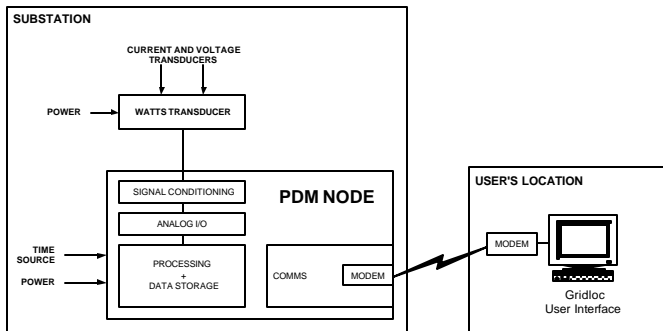 SUBSTATION
CURRENT AND VOLTAGE
TRANSDUCERS
POWER
WATTS TRANSDUCER
SIGNAL CONDITIONING
PDM NODE
ANALOG I/O
TIME
SOURCE
POWER
PROCESSING
+
DATA STORAGE
COMMS
MODEM
USER'S LOCATION
MODEM
Gridloc
User Interface